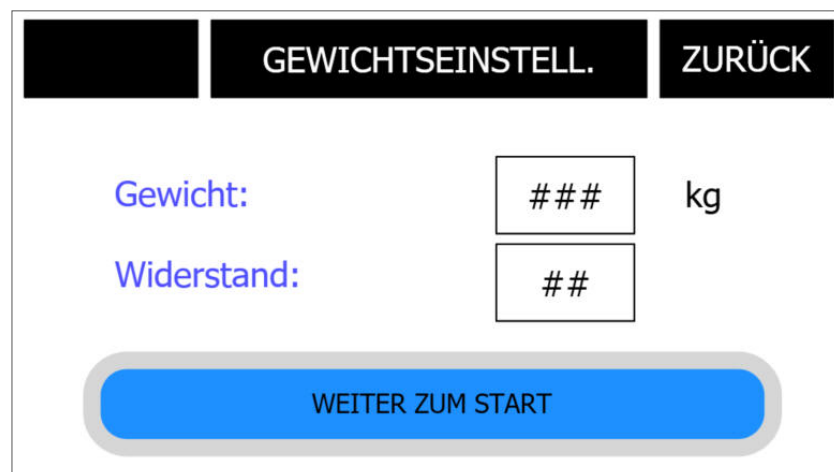 GEWICHTSEINSTELL. ZURÜCK
Gewicht: ### kg
Widerstand: ##
WEITER ZUM START